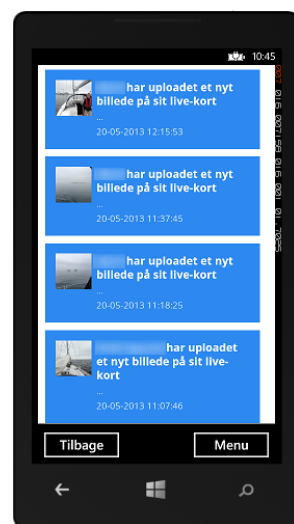 10:45
har uploadet et nyt
billede på sit live-kort
...
20-05-2013 12:15:53
har uploadet et nyt
billede på sit live-kort
...
20-05-2013 11:37:45
har uploadet et nyt
billede på sit live-kort
...
20-05-2013 11:18:25
har uploadet
et nyt billede på sit live-
kort
...
20-05-2013 11:07:46
Tilbage
Menu